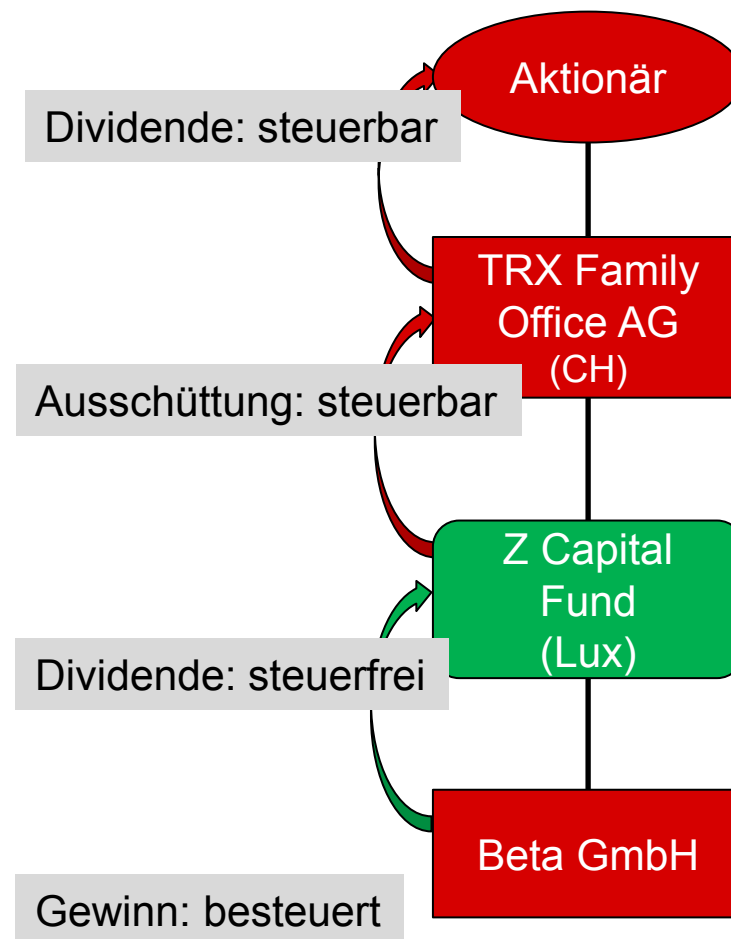 Aktionär
Dividende: steuerbar
TRX Family
Office AG
(CH)
Ausschüttung: steuerbar
Z Capital
Fund
(Lux)
Dividende: steuerfrei
Beta GmbH
Gewinn: besteuert